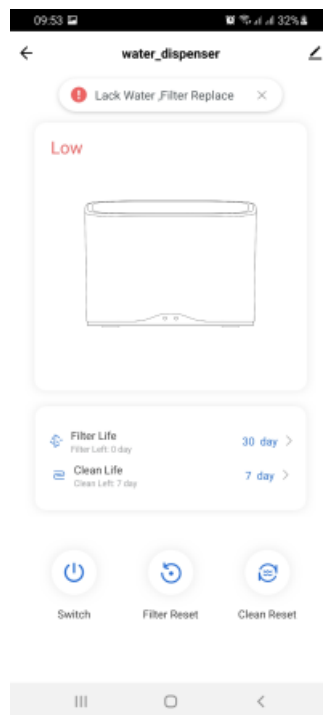 09:53 32%
water_dispenser
Lack Water ,Filter Replace
Low
Filter Life
Filter Left: 0 day
30 day
Clean Life
Clean Left: 7 day
7 day
Switch Filter Reset Clean Reset